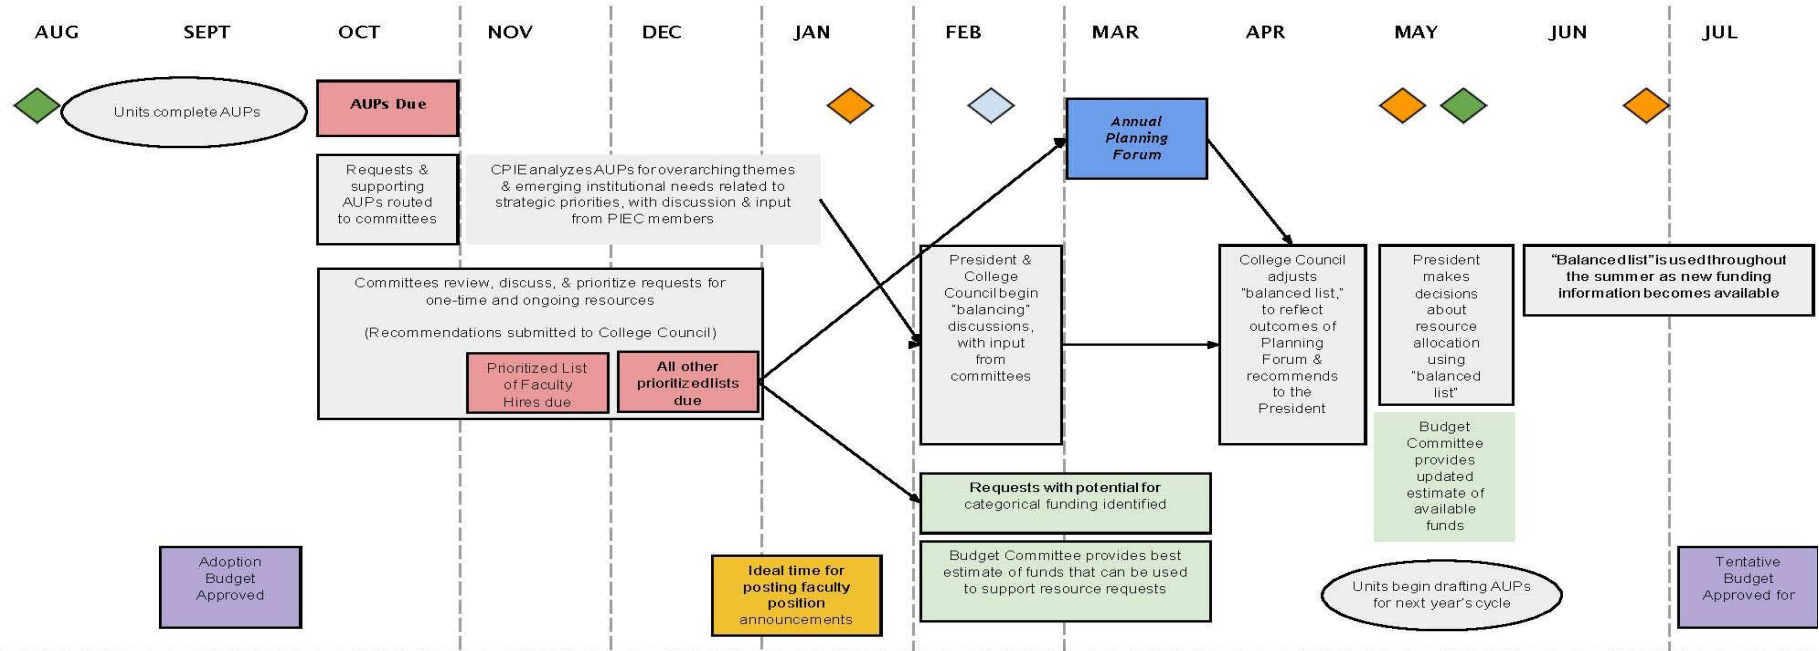 AUG SEPT OCT NOV DEC JAN FEB MAR APR MAY JUN JUL
Units complete AUPs
AUPs Due
Annual
Planning
Forum
Requests &
supporting
AUPs routed
to committees
CPIE analyzes AUPs for overarching themes
& emerging institutional needs related to
strategic priorities, with discussion & input
from PIEC members
Committees review, discuss, & prioritize requests for
one-time and ongoing resources
(Recommendations submitted to College Council)
Prioritized List
of Faculty
Hires due
All other
prioritized lists
due
President &
College
Council begin
"balancing"
discussions,
with input
from
committees
College Council
adjusts
"balanced list,"
to reflect
outcomes of
Planning
Forum &
recommends
to the
President
President
makes
decisions
about
resource
allocation
using
"balanced
list"
"Balanced list" is used throughout
the summer as new funding
information becomes available
Budget
Committee
provides
updated
estimate of
available
funds
Requests with potential for
categorical funding identified
Budget Committee provides best
estimate of funds that can be used
to support resource requests
Adoption
Budget
Approved
Ideal time for
posting faculty
position
announcements
Units begin drafting AUPs
for next year's cycle
Tentative
Budget
Approved for